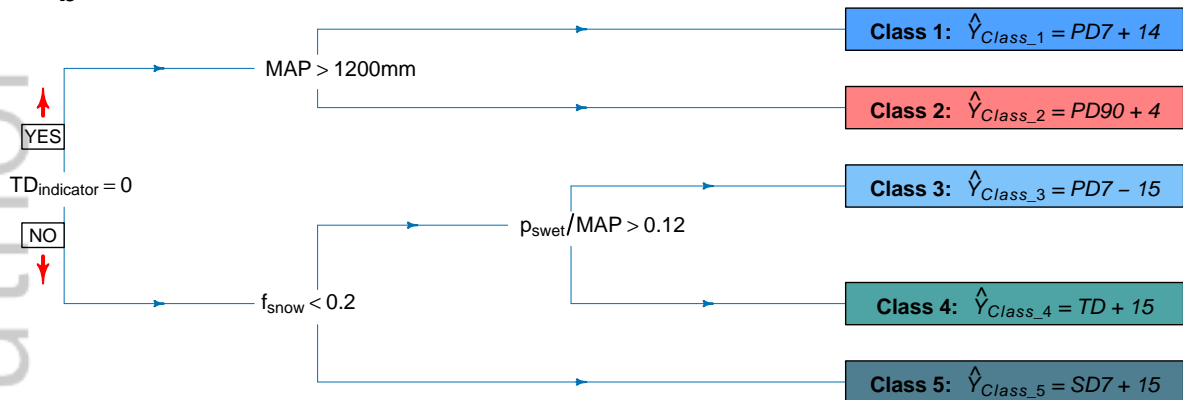 Class 1: Ŷ_Class_1 = PD7 + 14
MAP > 1200mm
Class 2: Ŷ_Class_2 = PD90 + 4
YES
TD_indicator = 0
Class 3: Ŷ_Class_3 = PD7 − 15
NO
p_swet/MAP > 0.12
f_snow < 0.2
Class 4: Ŷ_Class_4 = TD + 15
Class 5: Ŷ_Class_5 = SD7 + 15